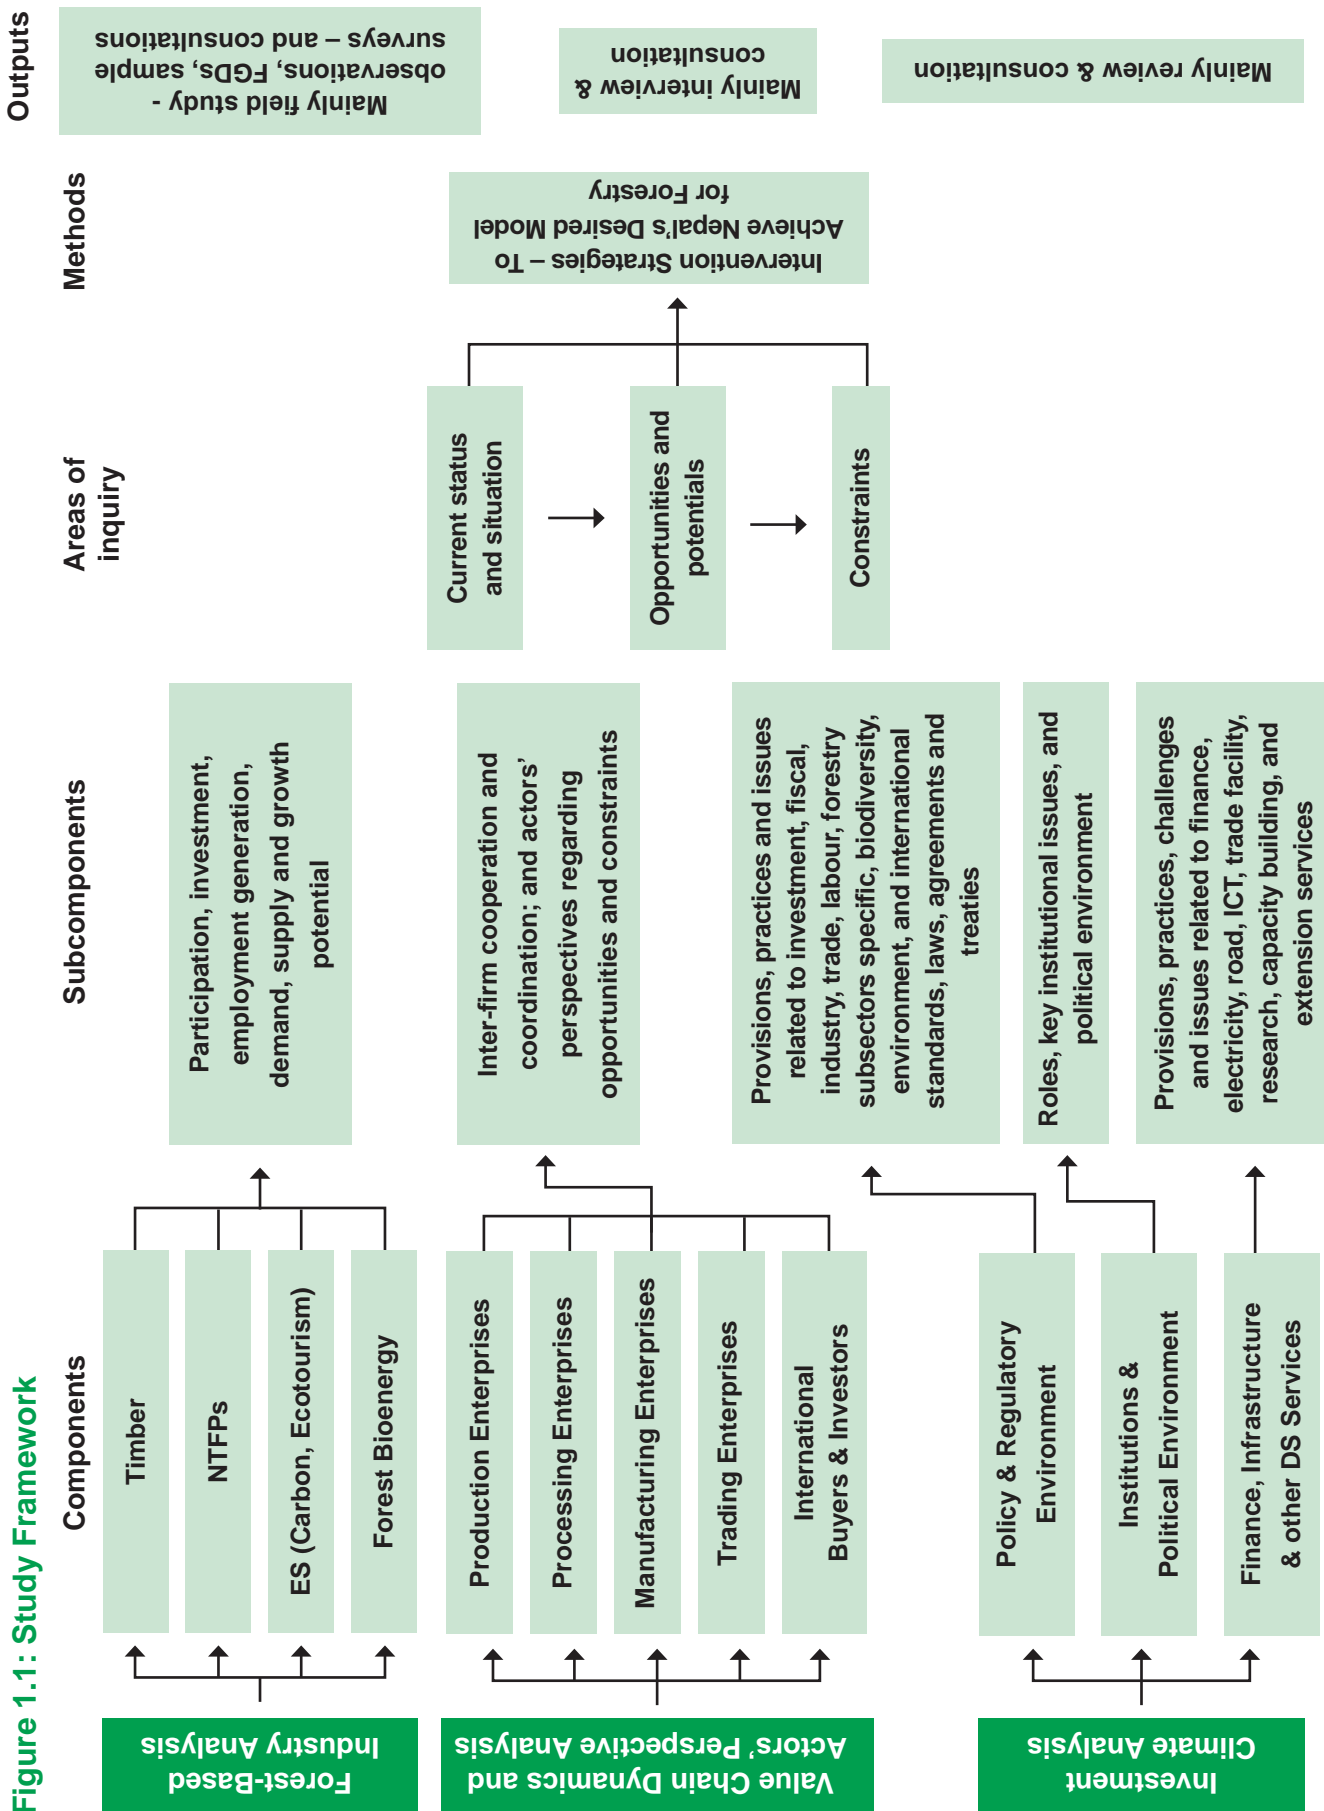 Figure 1.1: Study Framework
Components
Subcomponents
Areas of
inquiry
Methods
Outputs
Forest-Based
Industry Analysis
Timber
NTFPs
ES (Carbon, Ecotourism)
Forest Bioenergy
Participation, investment,
employment generation,
demand, supply and growth
potential
Value Chain Dynamics and
Actors' Perspective Analysis
Production Enterprises
Processing Enterprises
Manufacturing Enterprises
Trading Enterprises
International
Buyers & Investors
Inter-firm cooperation and
coordination; and actors'
perspectives regarding
opportunities and constraints
Investment
Climate Analysis
Policy & Regulatory
Environment
Institutions &
Political Environment
Finance, Infrastructure
& other DS Services
Provisions, practices and issues
related to investment, fiscal,
industry, trade, labour, forestry
subsectors specific, biodiversity,
environment, and international
standards, laws, agreements and
treaties
Roles, key institutional issues, and
political environment
Provisions, practices, challenges
and issues related to finance,
electricity, road, ICT, trade facility,
research, capacity building, and
extension services
Current status
and situation
Opportunities and
potentials
Constraints
Intervention Strategies – To
Achieve Nepal's Desired Model
for Forestry
Mainly field study -
observations, FGDs, sample
surveys – and consultations
Mainly interview &
consultation
Mainly review & consultation